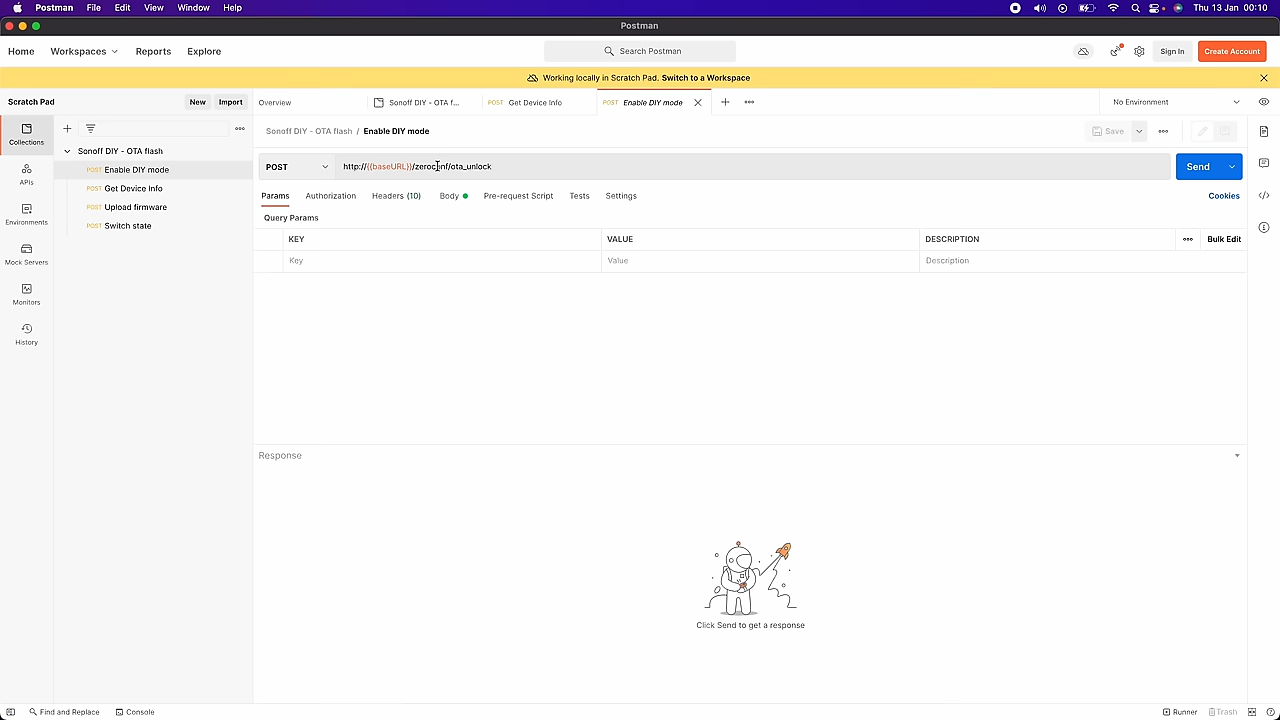 Postman File Edit View Window Help Thu 13 Jan 00:10
Postman
Home Workspaces Reports Explore Search Postman Sign In Create Account
Working locally in Scratch Pad. Switch to a Workspace
Scratch Pad New Import Overview Sonoff DIY - OTA f... POST Get Device Info POST Enable DIY mode No Environment
Collections
APIs
Environments
Mock Servers
Monitors
History
Sonoff DIY - OTA flash
POST Enable DIY mode
POST Get Device Info
POST Upload firmware
POST Switch state
Sonoff DIY - OTA flash / Enable DIY mode Save
POST http://{{baseURL}}/zeroconf/ota_unlock Send
Params Authorization Headers (10) Body Pre-request Script Tests Settings Cookies
Query Params
KEY VALUE DESCRIPTION Bulk Edit
Key Value Description
Response
Click Send to get a response
Find and Replace Console Runner Trash